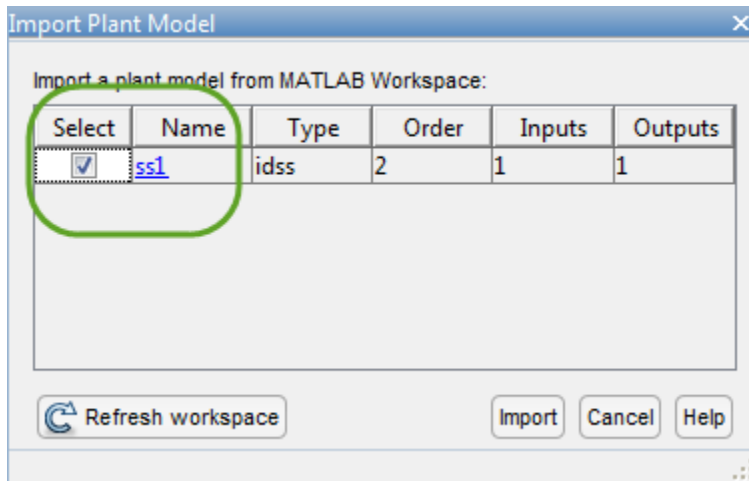 Import Plant Model
Import a plant model from MATLAB Workspace:
Select Name Type Order Inputs Outputs
ss1 idss 2 1 1
Refresh workspace Import Cancel Help